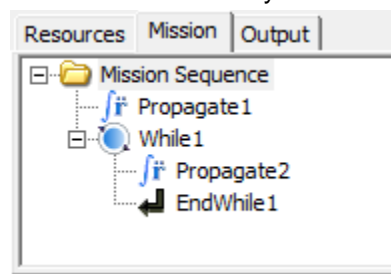 Resources Mission Output
Mission Sequence
Propagate1
While1
Propagate2
EndWhile1